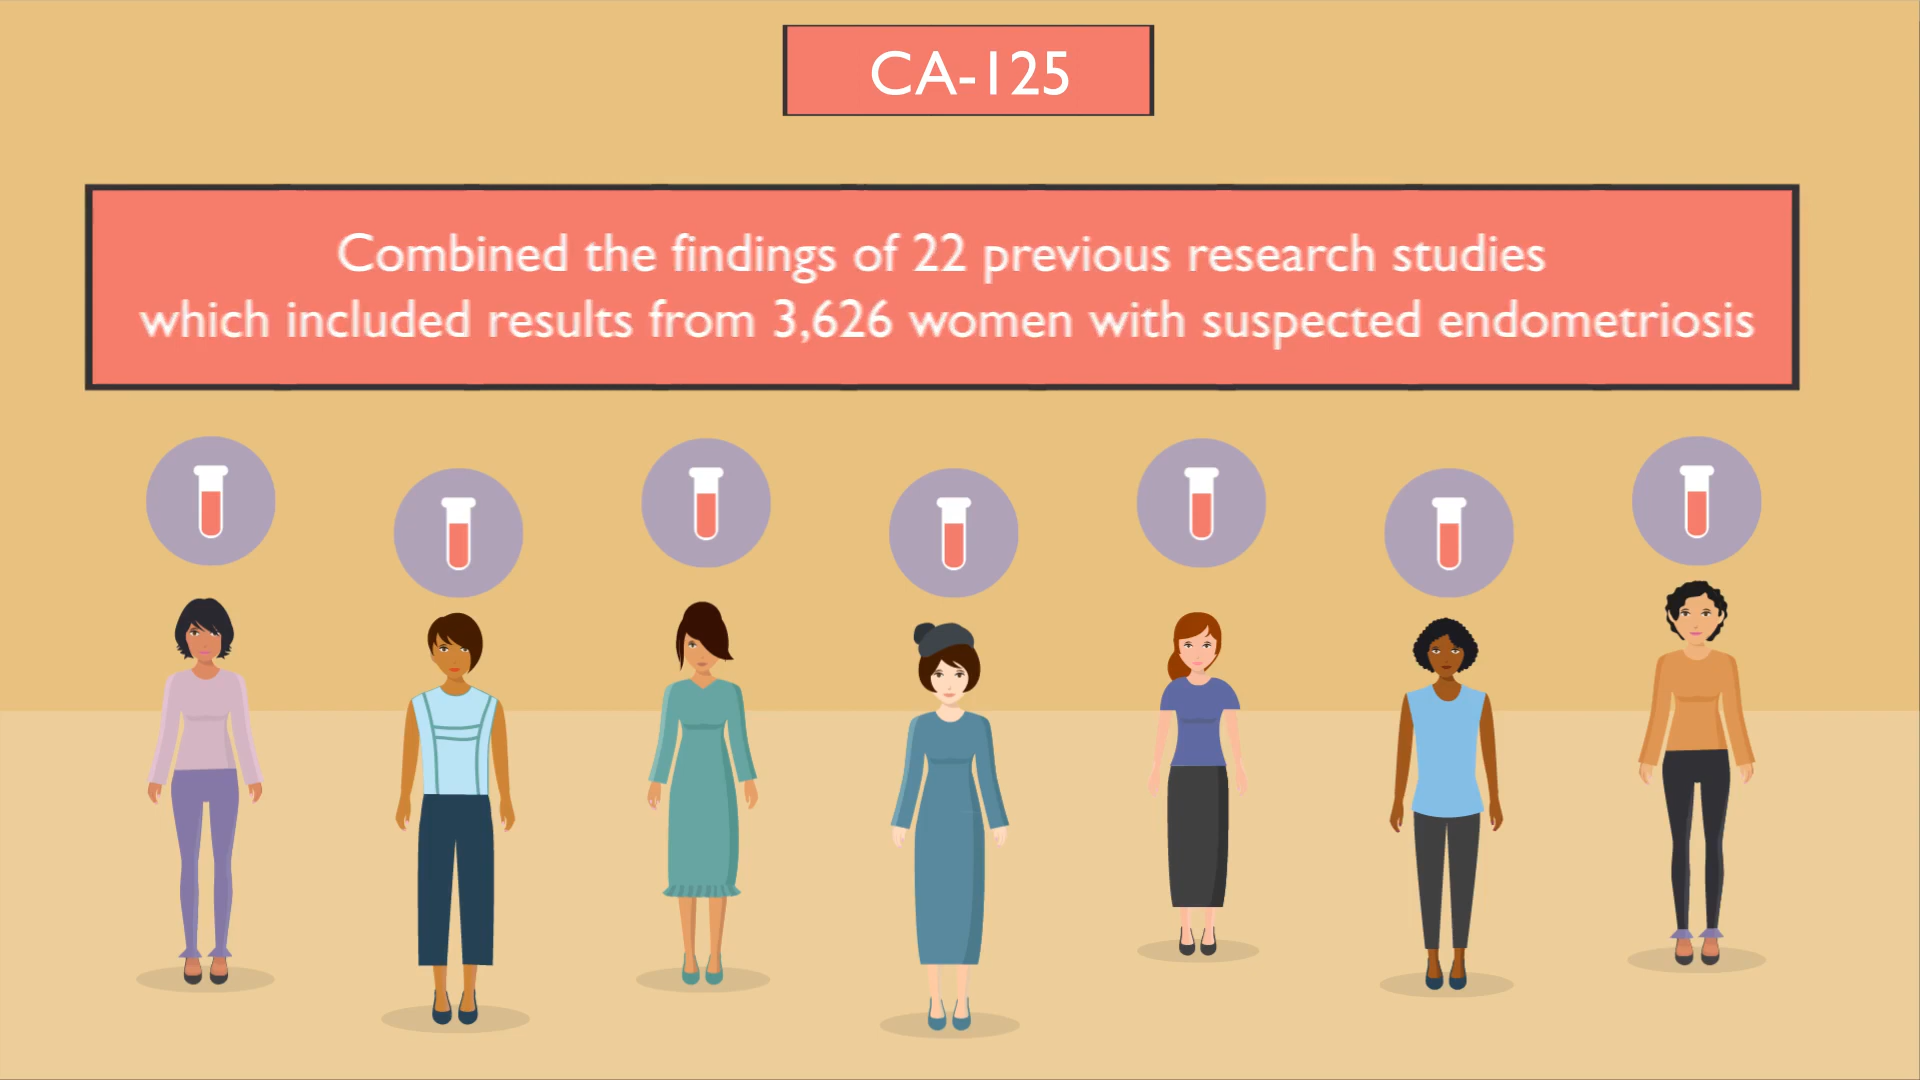 CA-125
Combined the findings of 22 previous research studies
which included results from 3,626 women with suspected endometriosis